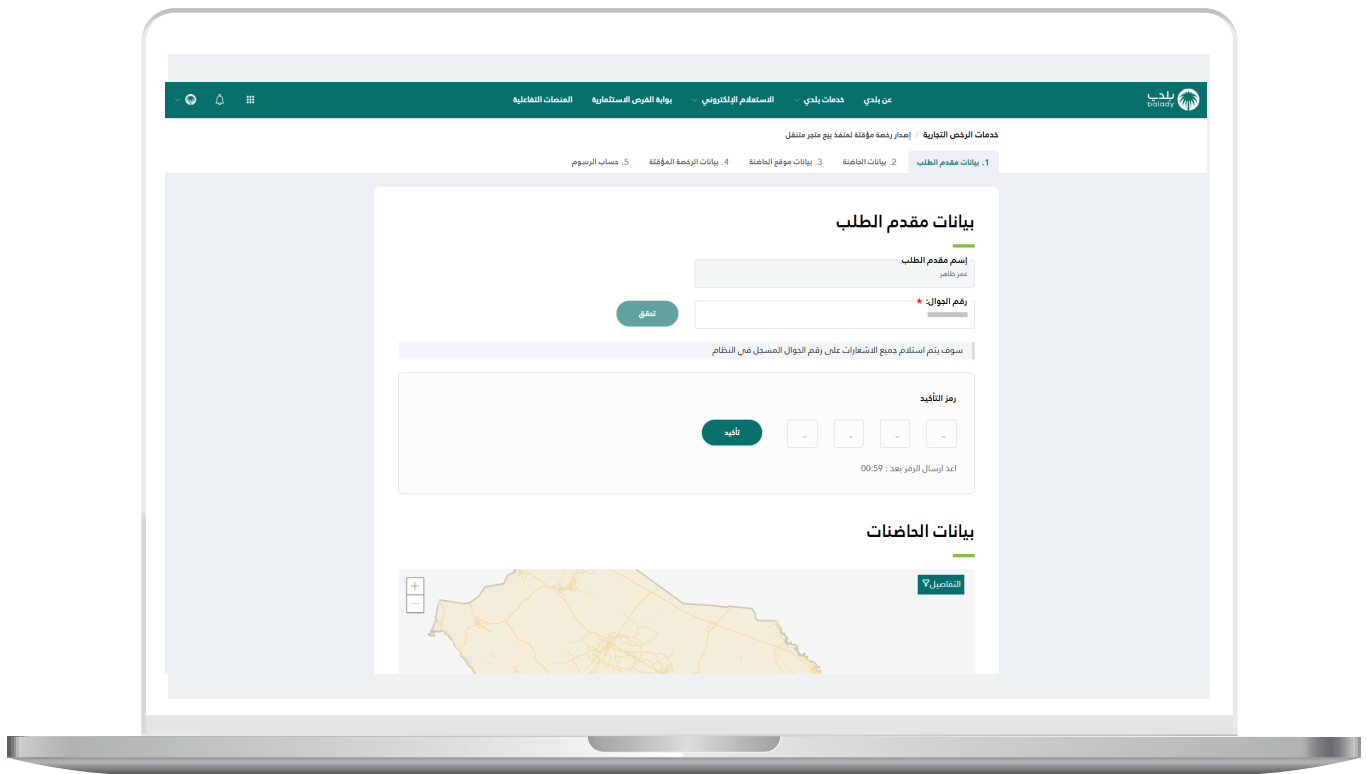 بلدي
balady
عن بلدي خدمات بلدي الاستعلام الإلكتروني بوابة الفرص الاستثمارية المنصات التفاعلية
خدمات الرخص التجارية / إصدار رخصة مؤقتة لمنفذ بيع متجر متنقل
1. بيانات مقدم الطلب 2. بيانات الحاضنة 3. بيانات موقع الحاضنة 4. بيانات الرخصة المؤقتة 5. حساب الرسوم
بيانات مقدم الطلب
إسم مقدم الطلب
عمر طاهر
رقم الجوال: *
تحقق
سوف يتم استلام جميع الاشعارات على رقم الجوال المسجل في النظام
رمز التأكيد
- - - - تأكيد
اعد ارسال الرمز بعد : 00:59
بيانات الحاضنات
التفاصيل
+
−